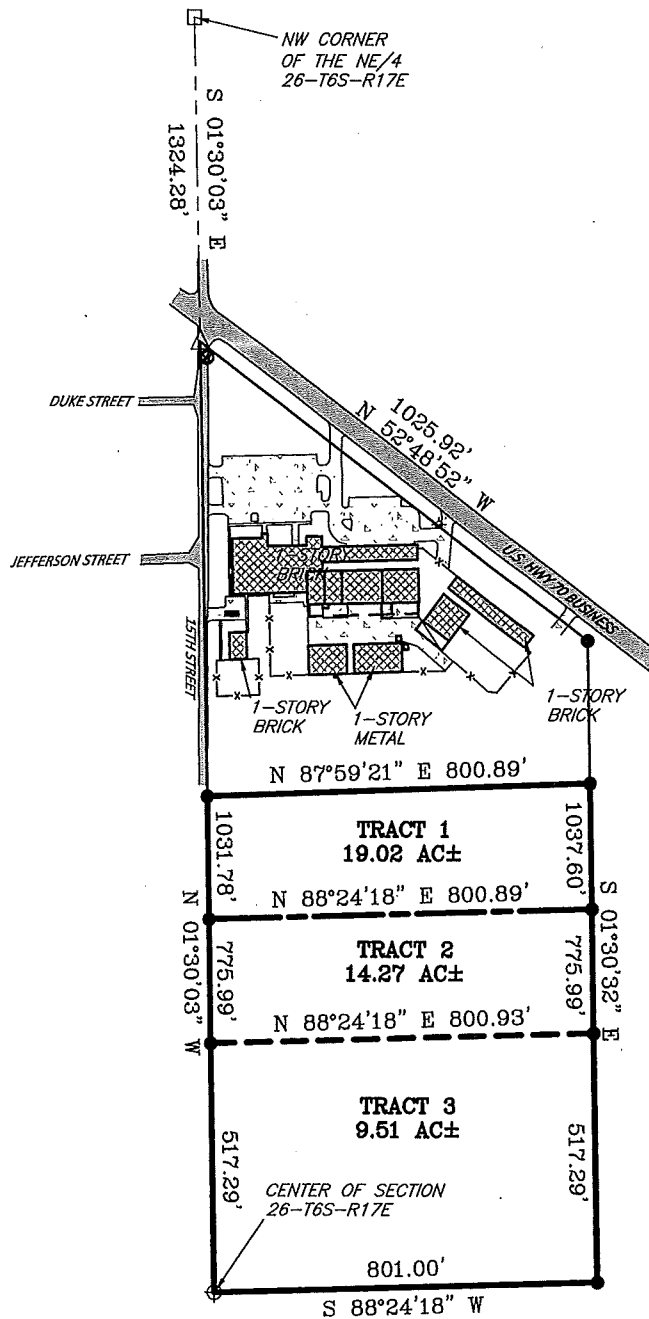 NW CORNER
OF THE NE/4
26-T6S-R17E
S 01°30'03" E
1324.28'
DUKE STREET
1025.92'
N 52°48'52" W
JEFFERSON STREET
1-STORY
BRICK
U.S. HWY 70 BUSINESS
15TH STREET
1-STORY
BRICK
1-STORY
METAL
1-STORY
BRICK
N 87°59'21" E 800.89'
TRACT 1
19.02 AC±
1031.78'
1037.60'
N 88°24'18" E 800.89'
N 01°30'03" W
S 01°30'32" E
TRACT 2
14.27 AC±
775.99'
775.99'
N 88°24'18" E 800.93'
TRACT 3
9.51 AC±
517.29'
517.29'
CENTER OF SECTION
26-T6S-R17E
801.00'
S 88°24'18" W